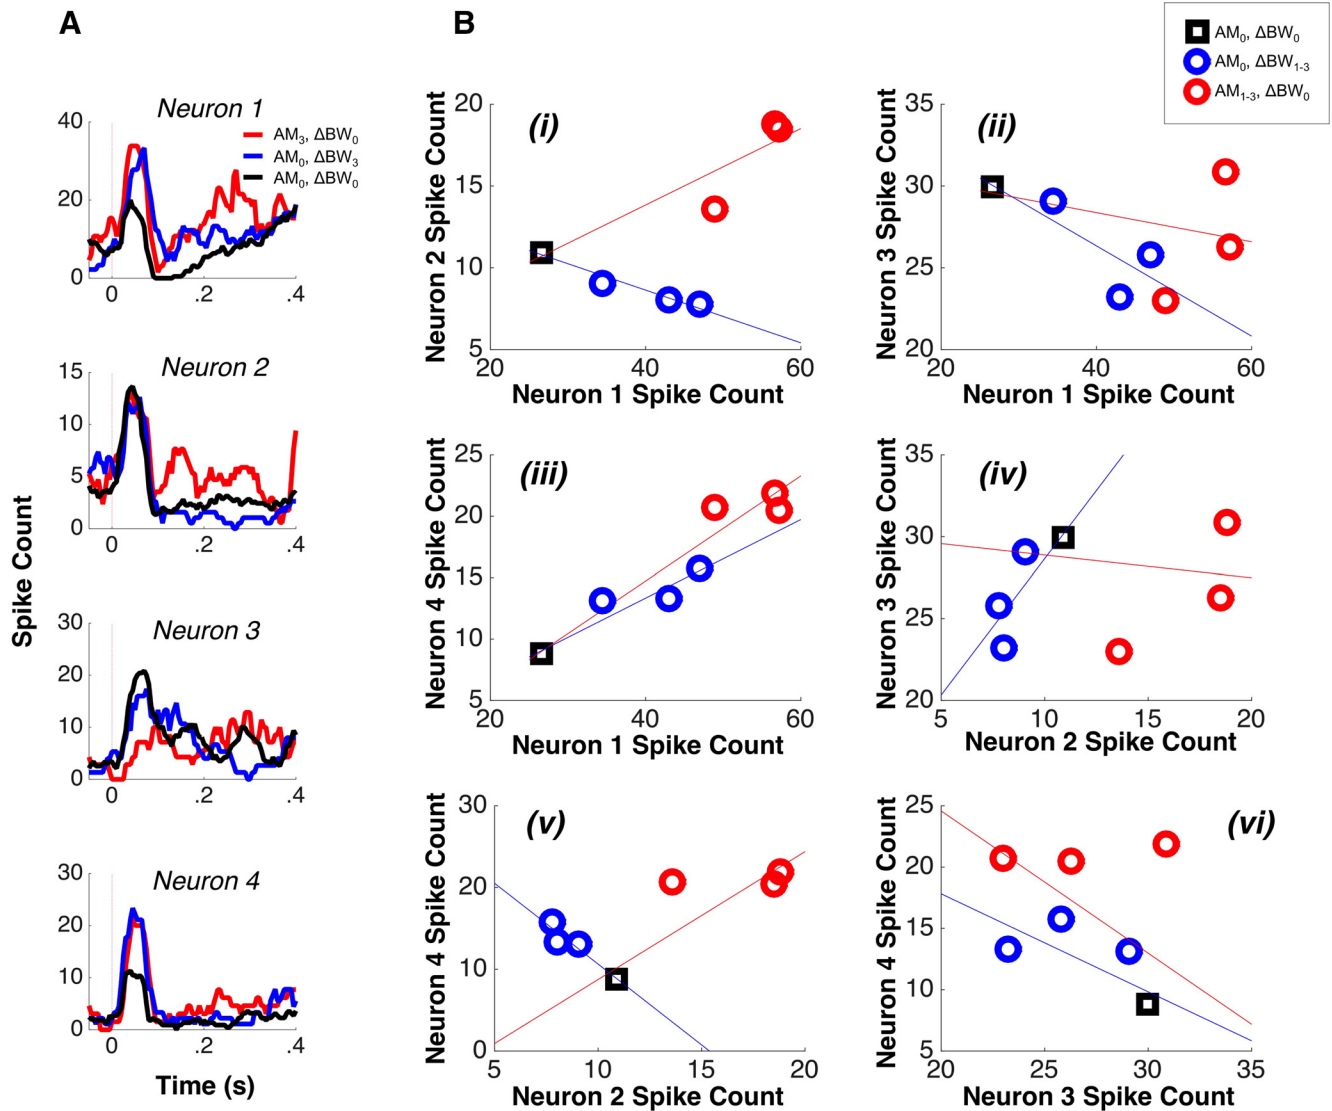 A
B
AM0, ΔBW0
AM0, ΔBW1-3
AM1-3, ΔBW0
Neuron 1
AM3, ΔBW0
AM0, ΔBW3
AM0, ΔBW0
40
20
0
0 .2 .4
Neuron 2
15
10
5
0
0 .2 .4
Neuron 3
30
20
10
0
0 .2 .4
Neuron 4
30
20
10
0
0 .2 .4
Spike Count
Time (s)
(i)
Neuron 2 Spike Count
20
15
10
5
20 40 60
Neuron 1 Spike Count
(ii)
Neuron 3 Spike Count
35
30
25
20
20 40 60
Neuron 1 Spike Count
(iii)
Neuron 4 Spike Count
25
20
15
10
5
20 40 60
Neuron 1 Spike Count
(iv)
Neuron 3 Spike Count
35
30
25
20
5 10 15 20
Neuron 2 Spike Count
(v)
Neuron 4 Spike Count
30
20
10
0
5 10 15 20
Neuron 2 Spike Count
(vi)
Neuron 4 Spike Count
25
20
15
10
5
20 25 30 35
Neuron 3 Spike Count